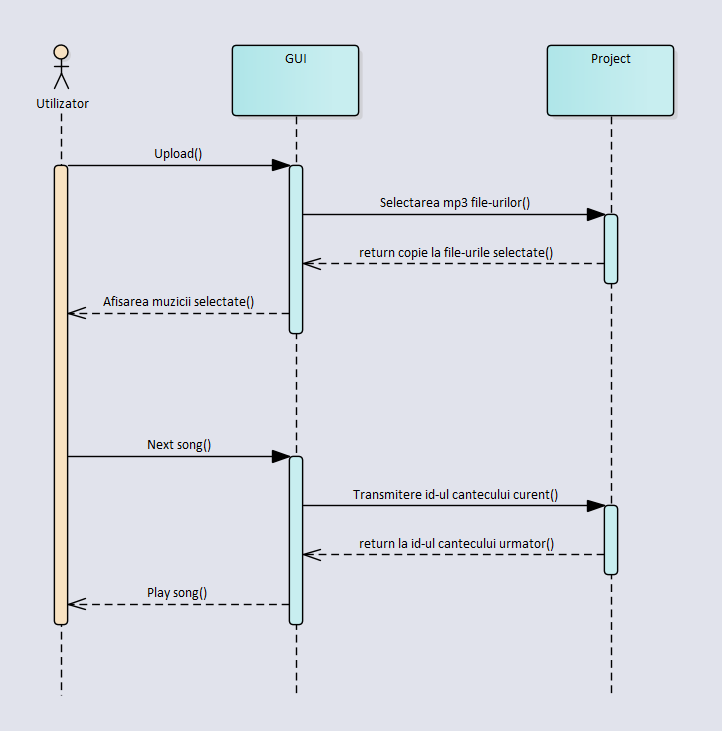 GUI
Project
Utilizator
Upload()
Selectarea mp3 file-urilor()
return copie la file-urile selectate()
Afisarea muzicii selectate()
Next song()
Transmitere id-ul cantecului curent()
return la id-ul cantecului urmator()
Play song()